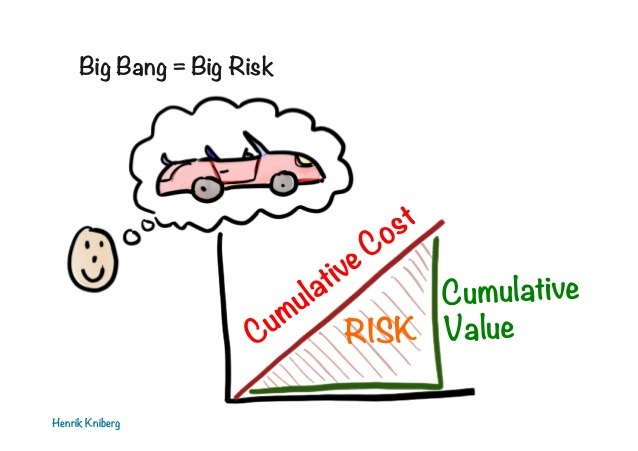 Big Bang = Big Risk
Cumulative Cost
RISK
Cumulative
Value
Henrik Kniberg